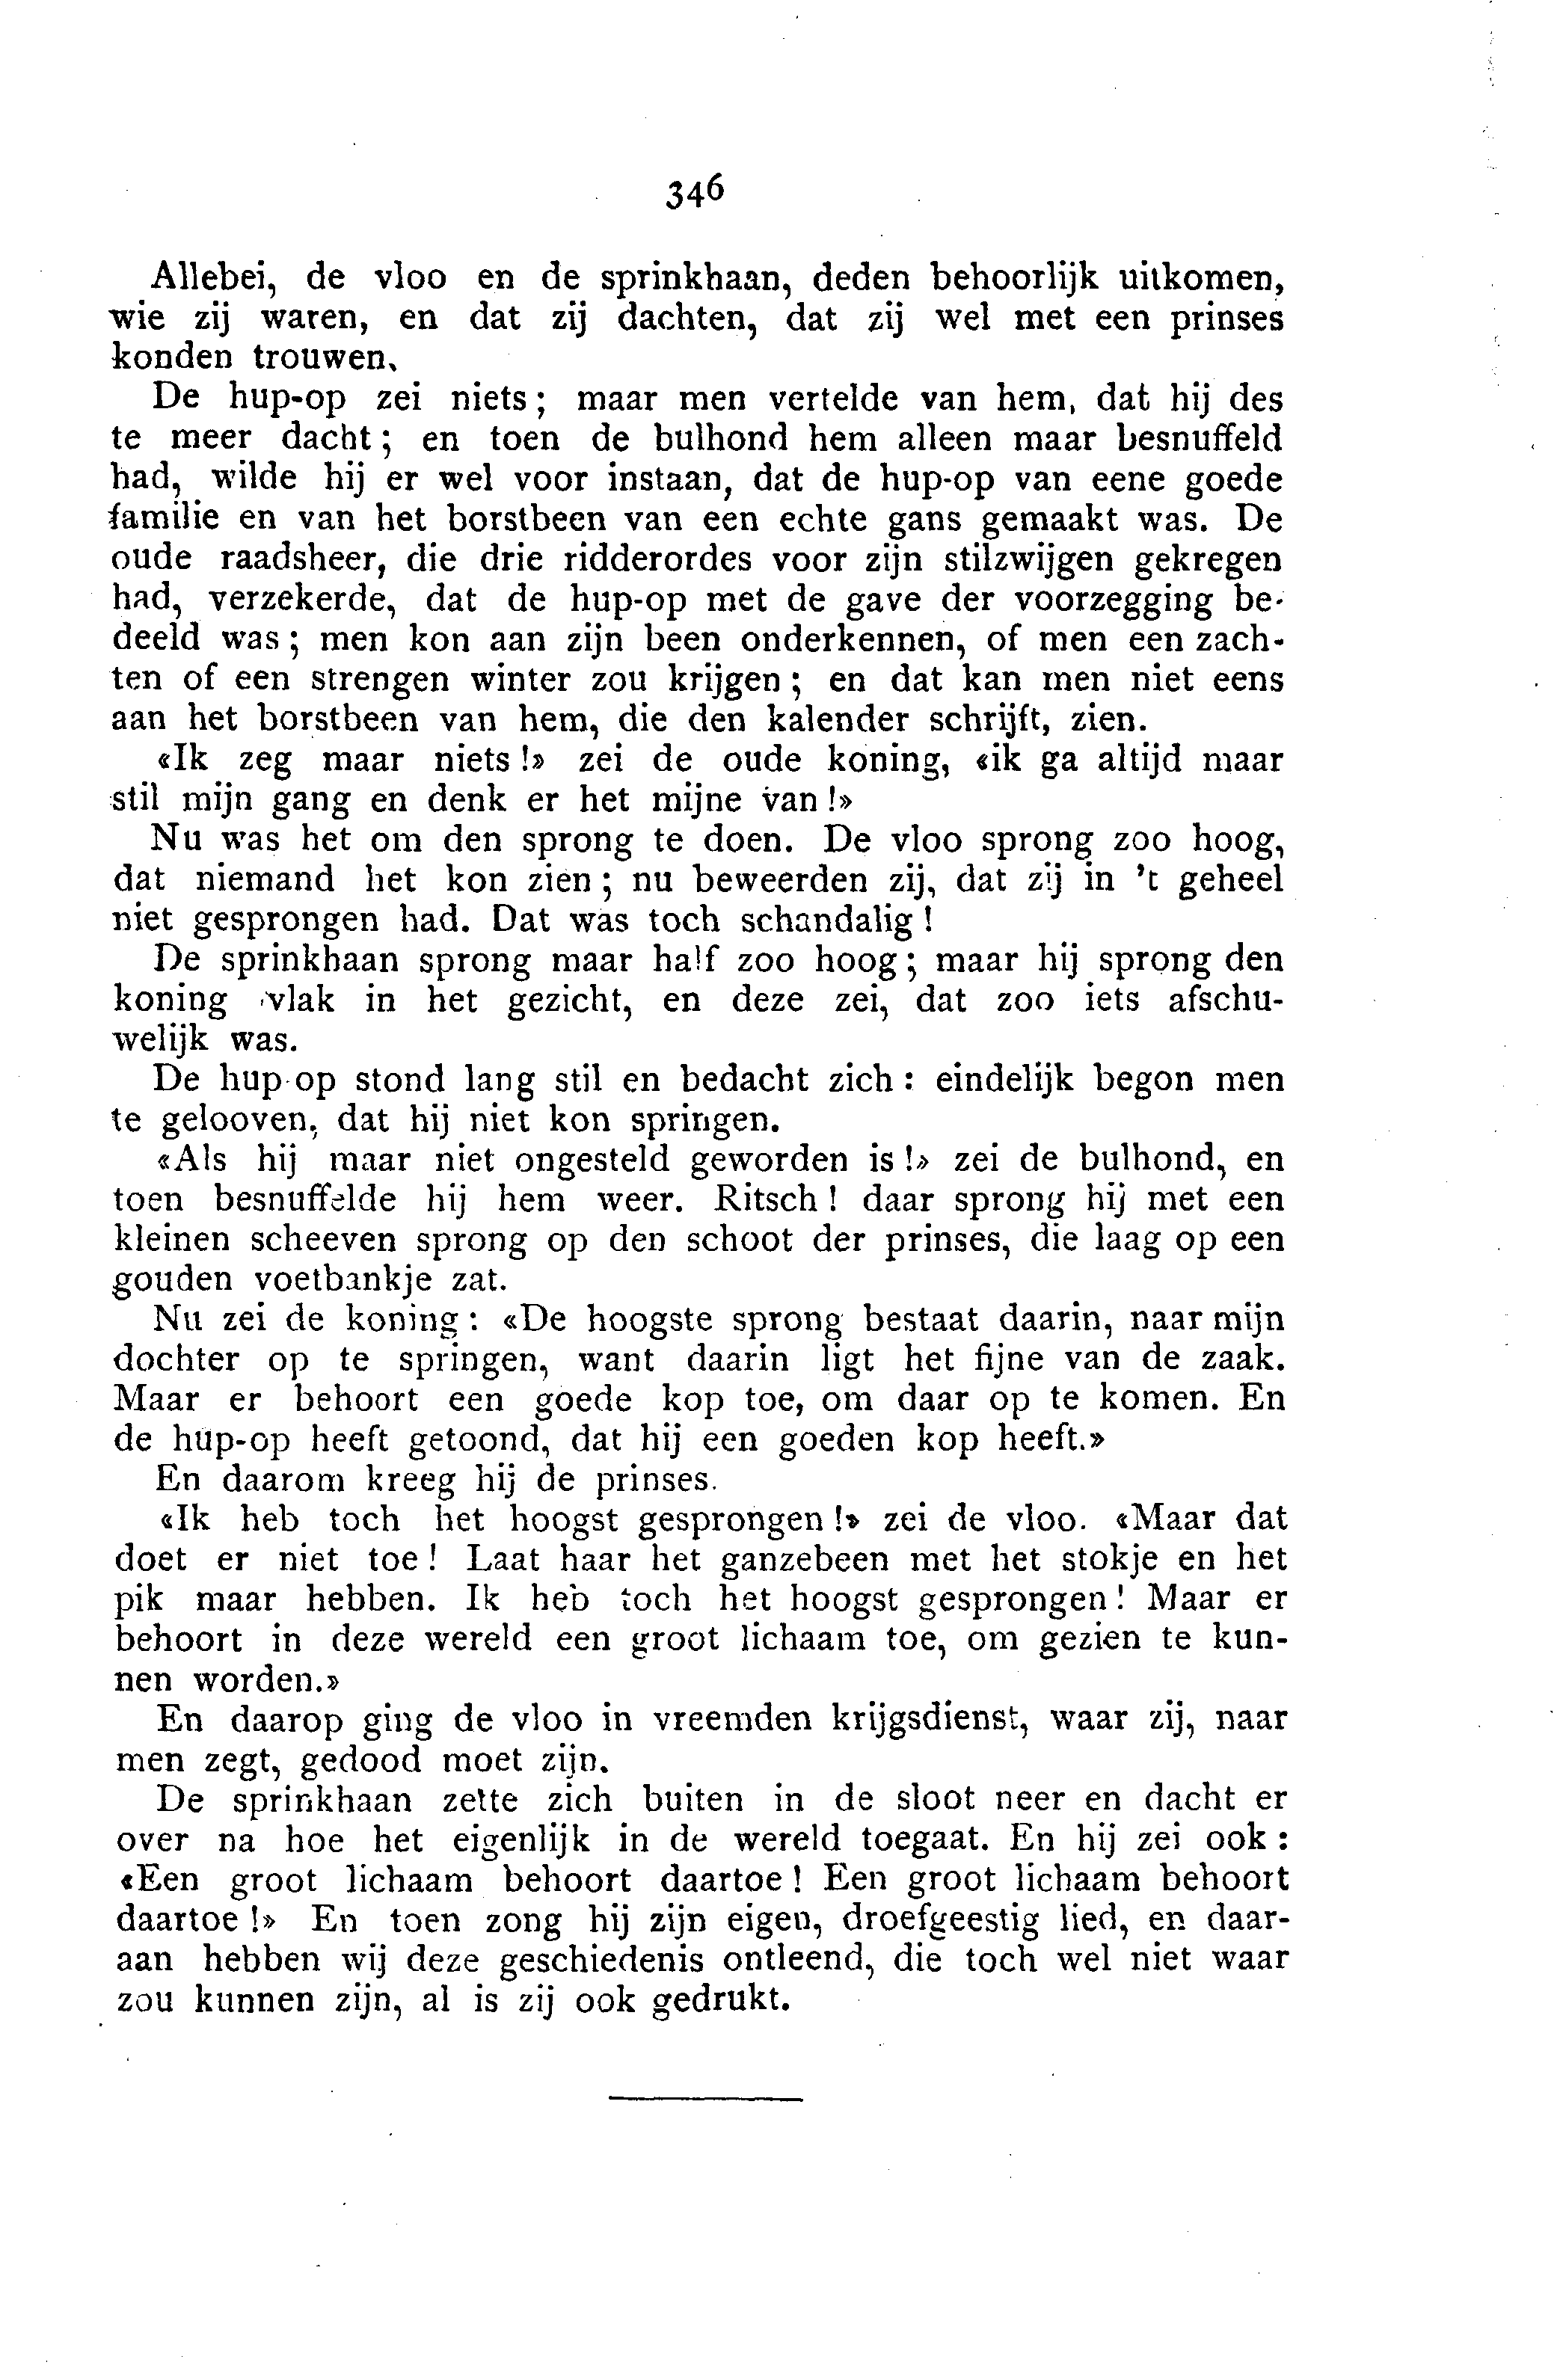 346
Allebei, de vloo en de sprinkhaan, deden behoorlijk uitkomen,
wie zij waren, en dat zij dachten, dat zij wel met een prinses
konden trouwen.
De hup-op zei niets; maar men vertelde van hem, dat hij des
te meer dacht; en toen de bulhond hem alleen maar besnuffeld
had, wilde hij er wel voor instaan, dat de hup-op van eene goede
familie en van het borstbeen van een echte gans gemaakt was. De
oude raadsheer, die drie ridderordes voor zijn stilzwijgen gekregen
had, verzekerde, dat de hup-op met de gave der voorzegging be-
deeld was; men kon aan zijn been onderkennen, of men een zach-
ten of een strengen winter zou krijgen; en dat kan men niet eens
aan het borstbeen van hem, die den kalender schrijft, zien.
«Ik zeg maar niets!» zei de oude koning, «ik ga altijd maar
stil mijn gang en denk er het mijne van!»
Nu was het om den sprong te doen. De vloo sprong zoo hoog,
dat niemand het kon zien; nu beweerden zij, dat zij in 't geheel
niet gesprongen had. Dat was toch schandalig!
De sprinkhaan sprong maar half zoo hoog; maar hij sprong den
koning vlak in het gezicht, en deze zei, dat zoo iets afschu-
welijk was.
De hup-op stond lang stil en bedacht zich: eindelijk begon men
te gelooven, dat hij niet kon springen.
«Als hij maar niet ongesteld geworden is!» zei de bulhond, en
toen besnuffelde hij hem weer. Ritsch! daar sprong hij met een
kleinen scheeven sprong op den schoot der prinses, die laag op een
gouden voetbankje zat.
Nu zei de koning: «De hoogste sprong bestaat daarin, naar mijn
dochter op te springen, want daarin ligt het fijne van de zaak.
Maar er behoort een goede kop toe, om daar op te komen. En
de hup-op heeft getoond, dat hij een goeden kop heeft.»
En daarom kreeg hij de prinses.
«Ik heb toch het hoogst gesprongen!» zei de vloo. «Maar dat
doet er niet toe! Laat haar het ganzebeen met het stokje en het
pik maar hebben. Ik heb toch het hoogst gesprongen! Maar er
behoort in deze wereld een groot lichaam toe, om gezien te kun-
nen worden.»
En daarop ging de vloo in vreemden krijgsdienst, waar zij, naar
men zegt, gedood moet zijn.
De sprinkhaan zette zich buiten in de sloot neer en dacht er
over na hoe het eigenlijk in de wereld toegaat. En hij zei ook:
«Een groot lichaam behoort daartoe! Een groot lichaam behoort
daartoe!» En toen zong hij zijn eigen, droefgeestig lied, en daar-
aan hebben wij deze geschiedenis ontleend, die toch wel niet waar
zou kunnen zijn, al is zij ook gedrukt.